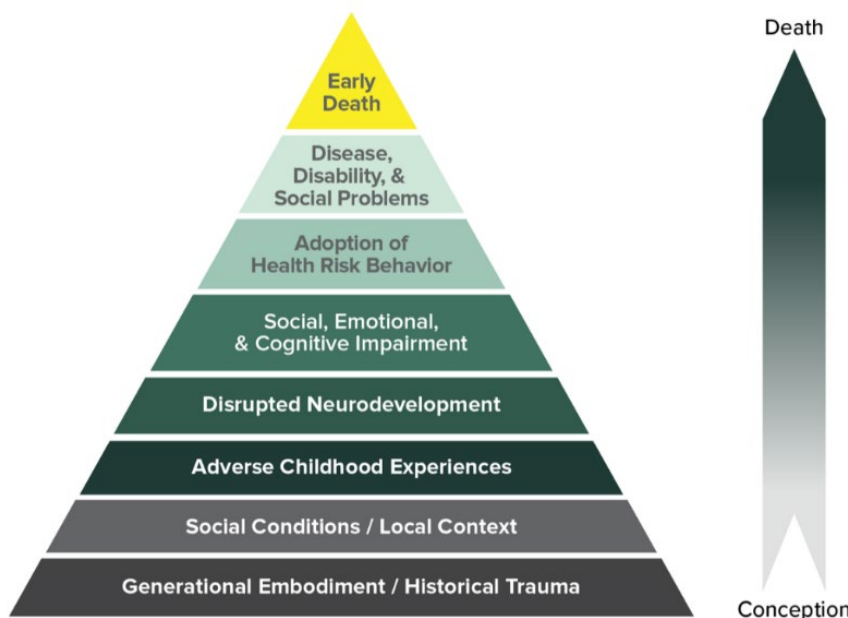 Death
Early
Death
Disease,
Disability, &
Social Problems
Adoption of
Health Risk Behavior
Social, Emotional,
& Cognitive Impairment
Disrupted Neurodevelopment
Adverse Childhood Experiences
Social Conditions / Local Context
Generational Embodiment / Historical Trauma
Conception